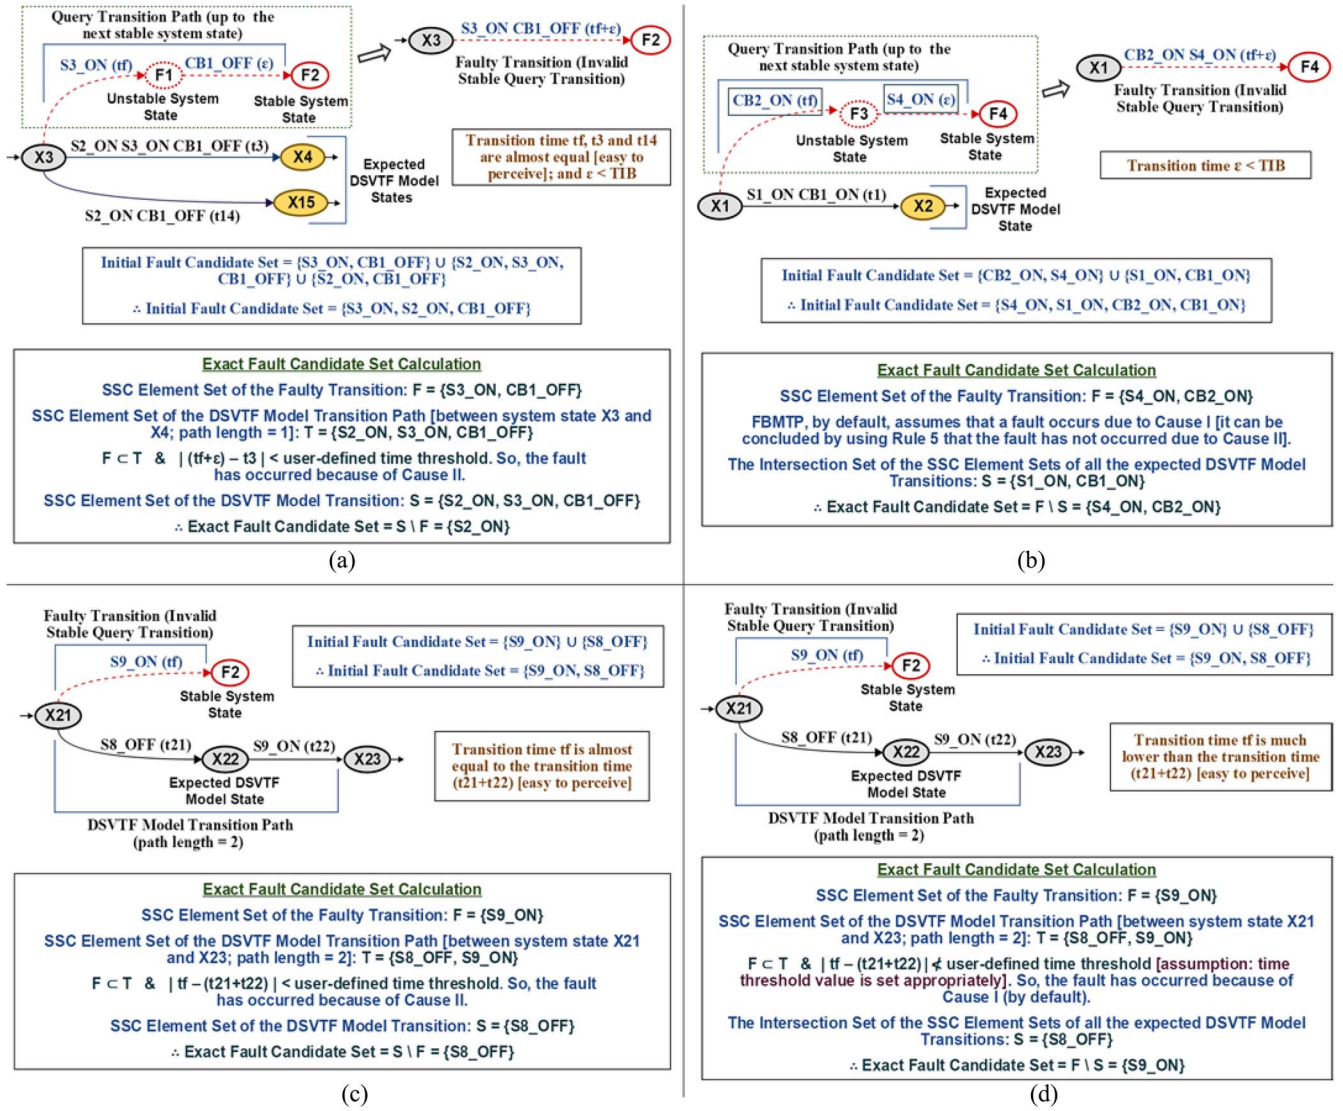 Query Transition Path (up to the
next stable system state)
S3_ON (tf)
F1
CB1_OFF (ε)
F2
Unstable System
State
Stable System
State
X3
S3_ON CB1_OFF (tf+ε)
F2
Faulty Transition (Invalid
Stable Query Transition)
X3
S2_ON S3_ON CB1_OFF (t3)
X4
S2_ON CB1_OFF (t14)
X15
Expected
DSVTF Model
States
Transition time tf, t3 and t14
are almost equal [easy to
perceive]; and ε < TIB
Initial Fault Candidate Set = {S3_ON, CB1_OFF} ∪ {S2_ON, S3_ON,
CB1_OFF} ∪ {S2_ON, CB1_OFF}
∴ Initial Fault Candidate Set = {S3_ON, S2_ON, CB1_OFF}
Exact Fault Candidate Set Calculation
SSC Element Set of the Faulty Transition: F = {S3_ON, CB1_OFF}
SSC Element Set of the DSVTF Model Transition Path [between system state X3 and
X4; path length = 1]: T = {S2_ON, S3_ON, CB1_OFF}
F ⊂ T & | (tf+ε) – t3 | < user-defined time threshold. So, the fault
has occurred because of Cause II.
SSC Element Set of the DSVTF Model Transition: S = {S2_ON, S3_ON, CB1_OFF}
∴ Exact Fault Candidate Set = S \ F = {S2_ON}
(a)
Query Transition Path (up to the
next stable system state)
CB2_ON (tf)
F3
S4_ON (ε)
F4
Unstable System
State
Stable System
State
X1
CB2_ON S4_ON (tf+ε)
F4
Faulty Transition (Invalid
Stable Query Transition)
Transition time ε < TIB
X1
S1_ON CB1_ON (t1)
X2
Expected
DSVTF Model
State
Initial Fault Candidate Set = {CB2_ON, S4_ON} ∪ {S1_ON, CB1_ON}
∴ Initial Fault Candidate Set = {S4_ON, S1_ON, CB2_ON, CB1_ON}
Exact Fault Candidate Set Calculation
SSC Element Set of the Faulty Transition: F = {S4_ON, CB2_ON}
FBMTP, by default, assumes that a fault occurs due to Cause I [it can be
concluded by using Rule 5 that the fault has not occurred due to Cause II].
The Intersection Set of the SSC Element Sets of all the expected DSVTF Model
Transitions: S = {S1_ON, CB1_ON}
∴ Exact Fault Candidate Set = F \ S = {S4_ON, CB2_ON}
(b)
Faulty Transition (Invalid
Stable Query Transition)
S9_ON (tf)
F2
Stable System
State
X21
S8_OFF (t21)
X22
S9_ON (t22)
X23
Expected DSVTF
Model State
DSVTF Model Transition Path
(path length = 2)
Initial Fault Candidate Set = {S9_ON} ∪ {S8_OFF}
∴ Initial Fault Candidate Set = {S9_ON, S8_OFF}
Transition time tf is almost
equal to the transition time
(t21+t22) [easy to perceive]
Exact Fault Candidate Set Calculation
SSC Element Set of the Faulty Transition: F = {S9_ON}
SSC Element Set of the DSVTF Model Transition Path [between system state X21
and X23; path length = 2]: T = {S8_OFF, S9_ON}
F ⊂ T & | tf – (t21+t22) | < user-defined time threshold. So, the fault
has occurred because of Cause II.
SSC Element Set of the DSVTF Model Transition: S = {S8_OFF}
∴ Exact Fault Candidate Set = S \ F = {S8_OFF}
(c)
Faulty Transition (Invalid
Stable Query Transition)
S9_ON (tf)
F2
Stable System
State
X21
S8_OFF (t21)
X22
S9_ON (t22)
X23
Expected DSVTF
Model State
DSVTF Model Transition Path
(path length = 2)
Initial Fault Candidate Set = {S9_ON} ∪ {S8_OFF}
∴ Initial Fault Candidate Set = {S9_ON, S8_OFF}
Transition time tf is much
lower than the transition time
(t21+t22) [easy to perceive]
Exact Fault Candidate Set Calculation
SSC Element Set of the Faulty Transition: F = {S9_ON}
SSC Element Set of the DSVTF Model Transition Path [between system state X21
and X23; path length = 2]: T = {S8_OFF, S9_ON}
F ⊂ T & | tf – (t21+t22) | ≮ user-defined time threshold [assumption: time
threshold value is set appropriately]. So, the fault has occurred because of
Cause I (by default).
The Intersection Set of the SSC Element Sets of all the expected DSVTF Model
Transitions: S = {S8_OFF}
∴ Exact Fault Candidate Set = F \ S = {S9_ON}
(d)